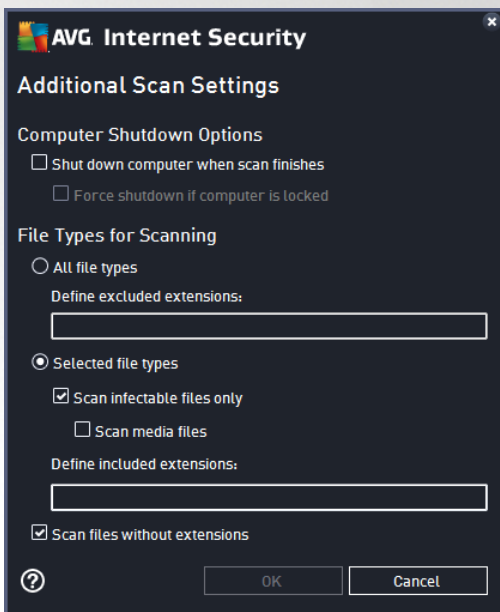 AVG Internet Security
Additional Scan Settings
Computer Shutdown Options
Shut down computer when scan finishes
Force shutdown if computer is locked
File Types for Scanning
All file types
Define excluded extensions:
Selected file types
Scan infectable files only
Scan media files
Define included extensions:
Scan files without extensions
?
OK
Cancel